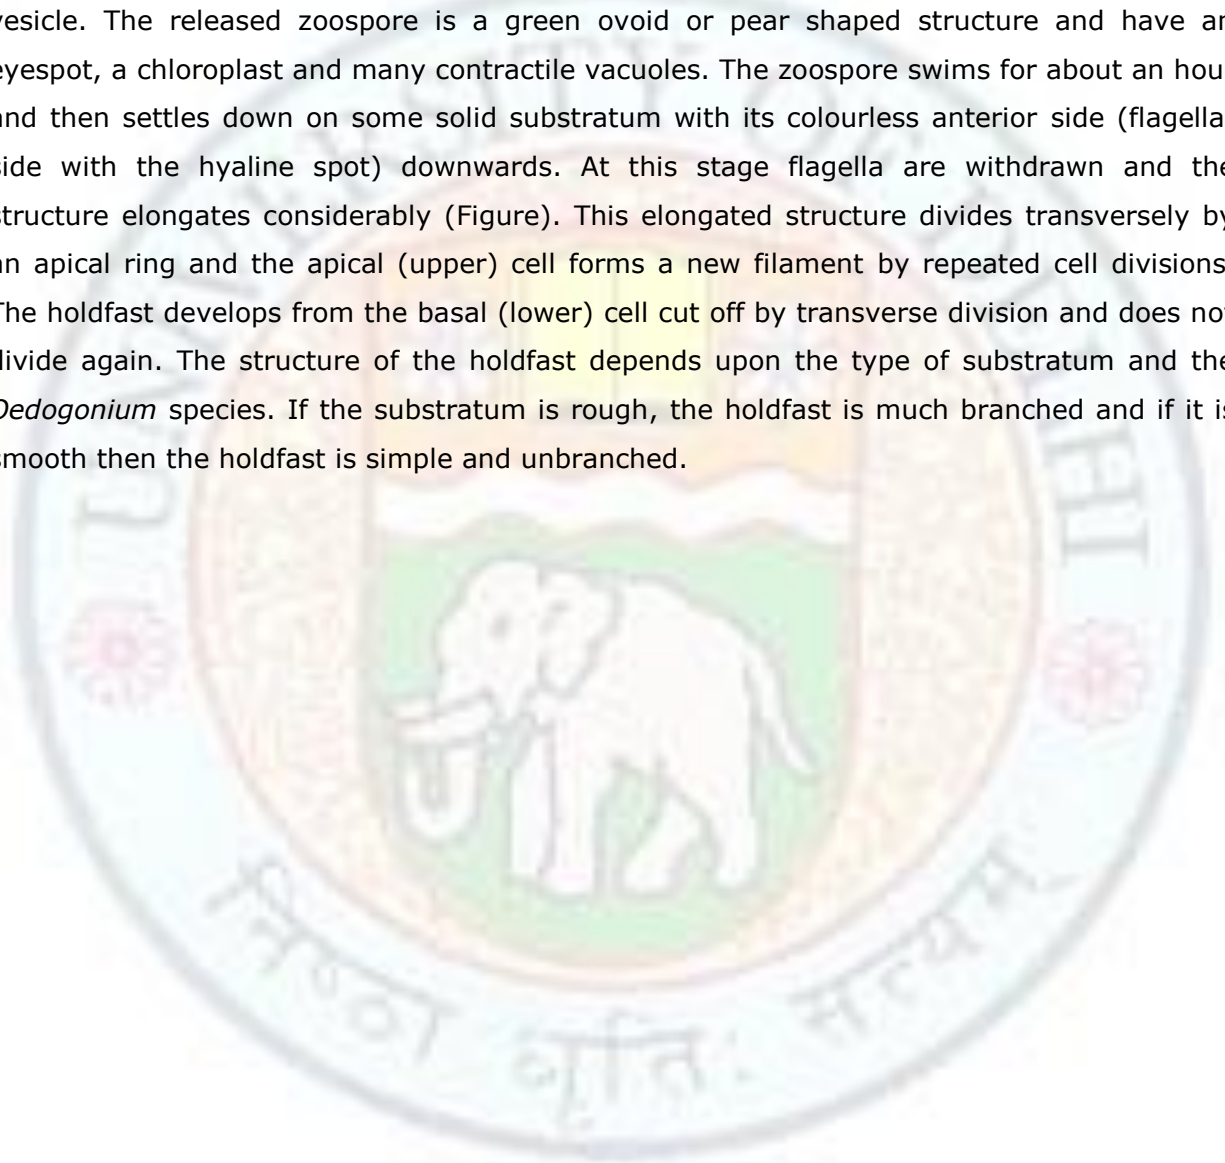 vesicle. The released zoospore is a green ovoid or pear shaped structure and have an
eyespot, a chloroplast and many contractile vacuoles. The zoospore swims for about an hour
and then settles down on some solid substratum with its colourless anterior side (flagella
side with the hyaline spot) downwards. At this stage flagella are withdrawn and the
structure elongates considerably (Figure). This elongated structure divides transversely by
an apical ring and the apical (upper) cell forms a new filament by repeated cell divisions
The holdfast develops from the basal (lower) cell cut off by transverse division and does not
divide again. The structure of the holdfast depends upon the type of substratum and the
Oedogonium species. If the substratum is rough, the holdfast is much branched and if it is
smooth then the holdfast is simple and unbranched.
UNIVERSITY OF DELHI
निष्ठा धृति: सत्यम्